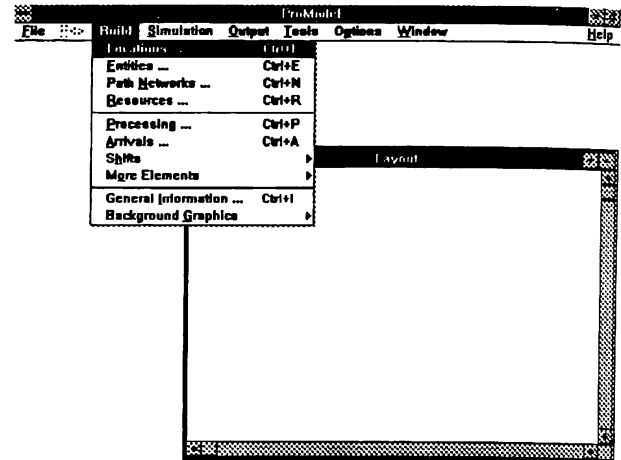 ProModel
File Build Simulation Output Tools Options Window Help
Locations ... Ctrl+L
Entities ... Ctrl+E
Path Networks ... Ctrl+N
Resources ... Ctrl+R
Processing ... Ctrl+P
Arrivals ... Ctrl+A
Shifts
More Elements
General Information ... Ctrl+I
Background Graphics
Layout